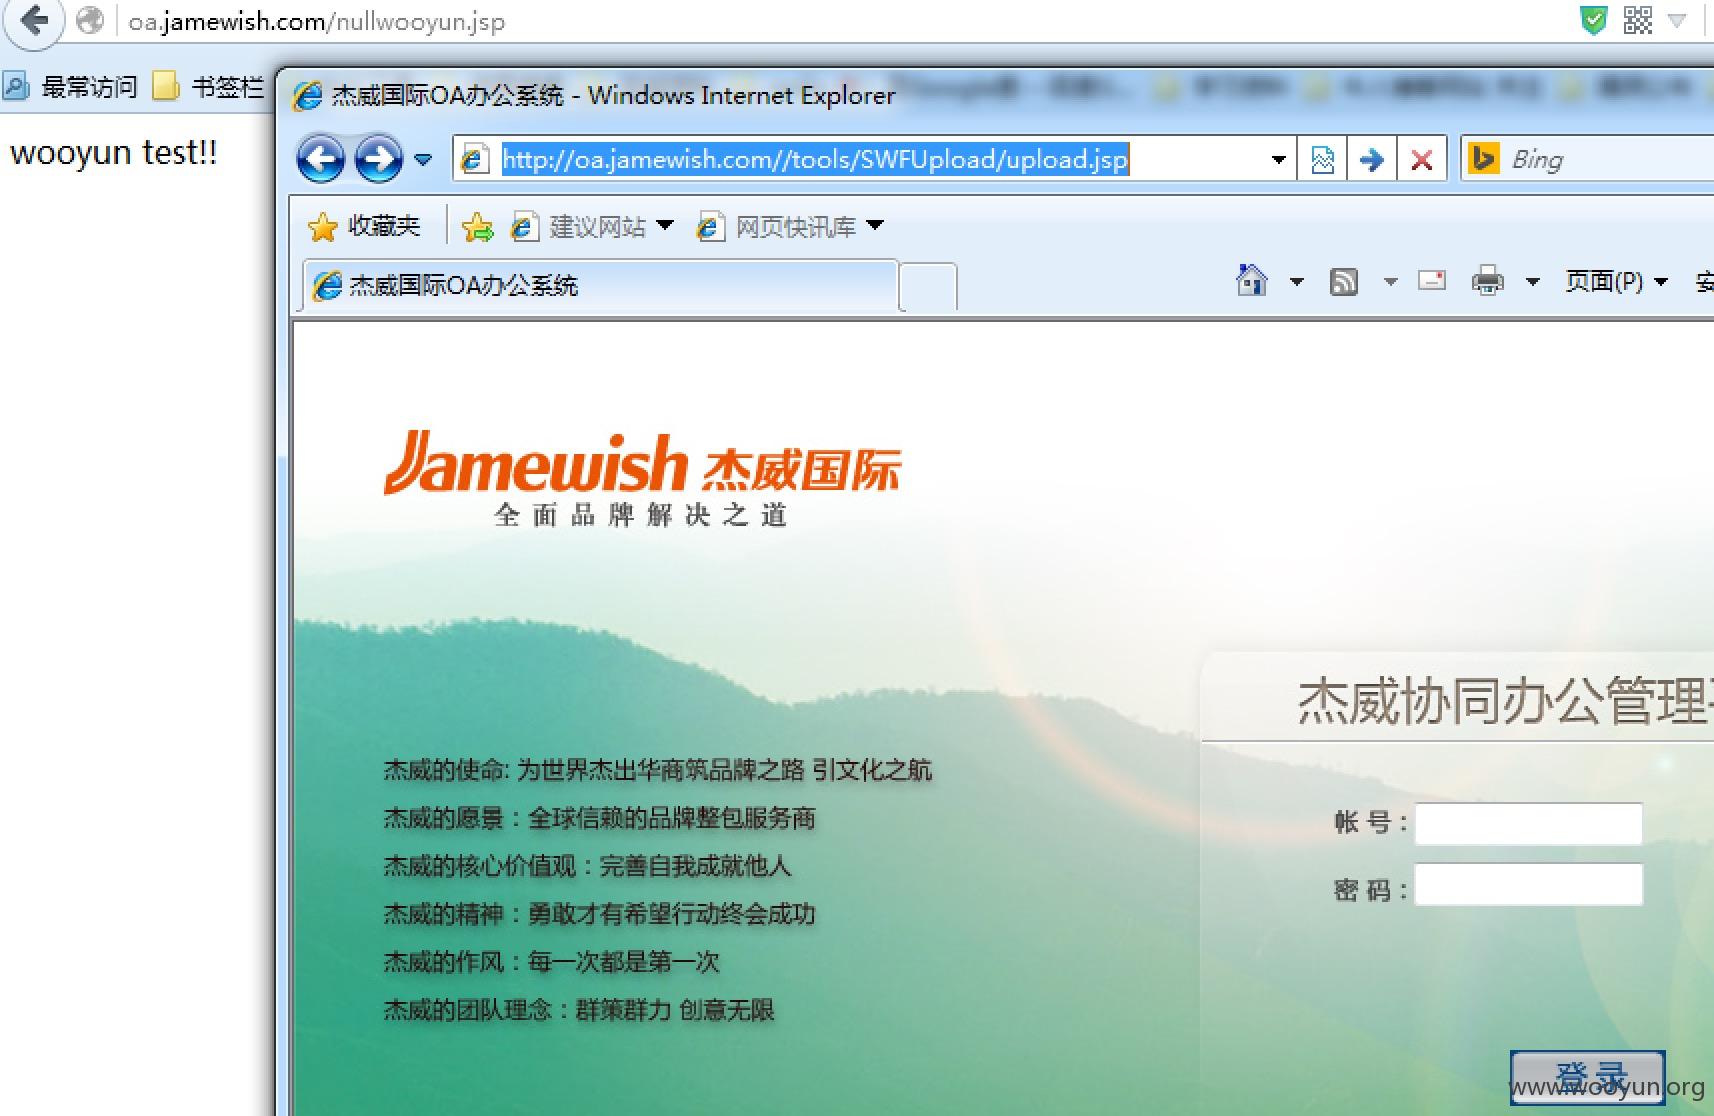 oa.jamewish.com/nullwooyun.jsp
最常访问 书签栏
wooyun test!!
杰威国际OA办公系统 - Windows Internet Explorer
http://oa.jamewish.com//tools/SWFUpload/upload.jsp
Bing
收藏夹 建议网站 网页快讯库
杰威国际OA办公系统
页面(P)
Jamewish 杰威国际
全面品牌解决之道
杰威协同办公管理
杰威的使命: 为世界杰出华商筑品牌之路 引文化之航
杰威的愿景：全球信赖的品牌整包服务商
杰威的核心价值观：完善自我成就他人
杰威的精神：勇敢才有希望行动终会成功
杰威的作风：每一次都是第一次
杰威的团队理念：群策群力 创意无限
帐 号：
密 码：
登 录
www.wooyun.org